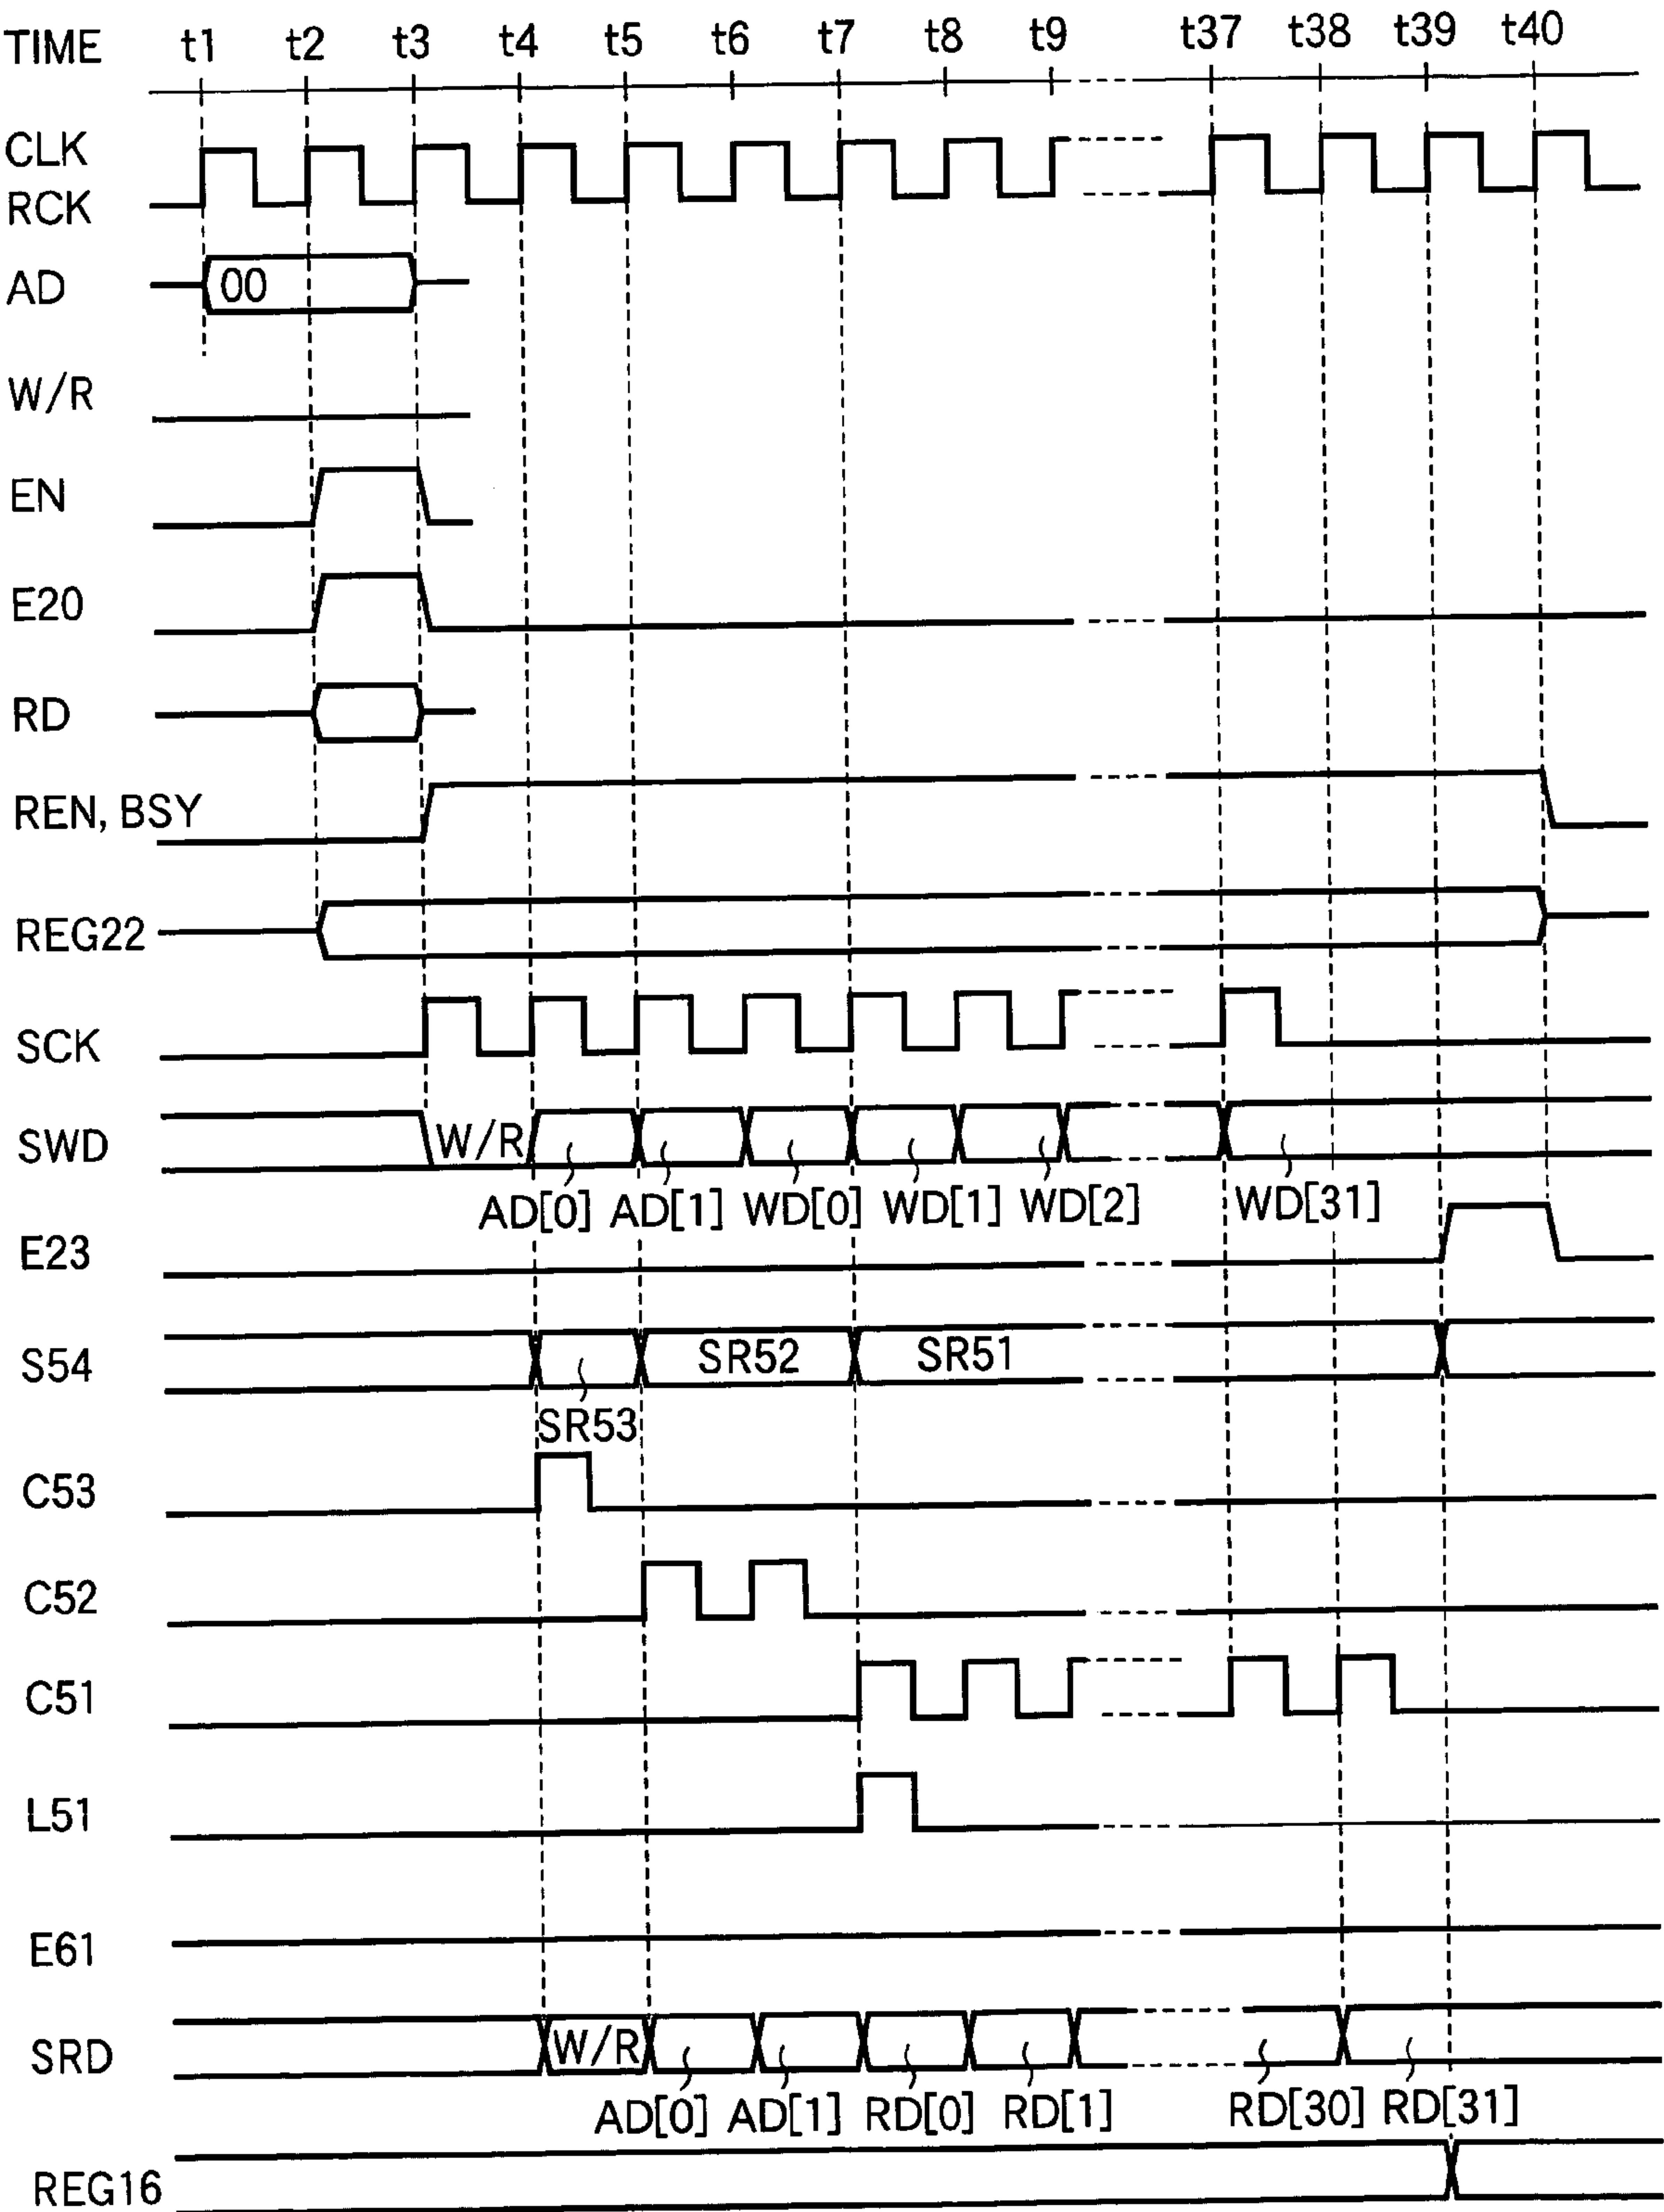 TIME t1 t2 t3 t4 t5 t6 t7 t8 t9 t37 t38 t39 t40
CLK
RCK
AD 00
W/R
EN
E20
RD
REN, BSY
REG22
SCK
SWD W/R
AD[0] AD[1] WD[0] WD[1] WD[2] WD[31]
E23
S54 SR52 SR51
SR53
C53
C52
C51
L51
E61
SRD W/R
AD[0] AD[1] RD[0] RD[1] RD[30] RD[31]
REG16